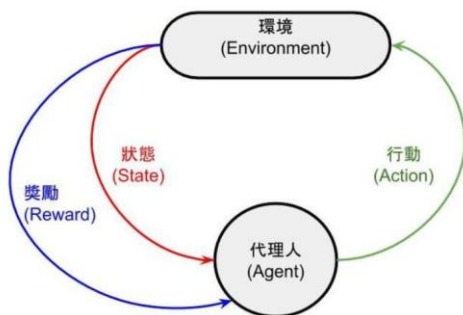 環境
(Environment)
狀態
(State)
行動
(Action)
獎勵
(Reward)
代理人
(Agent)